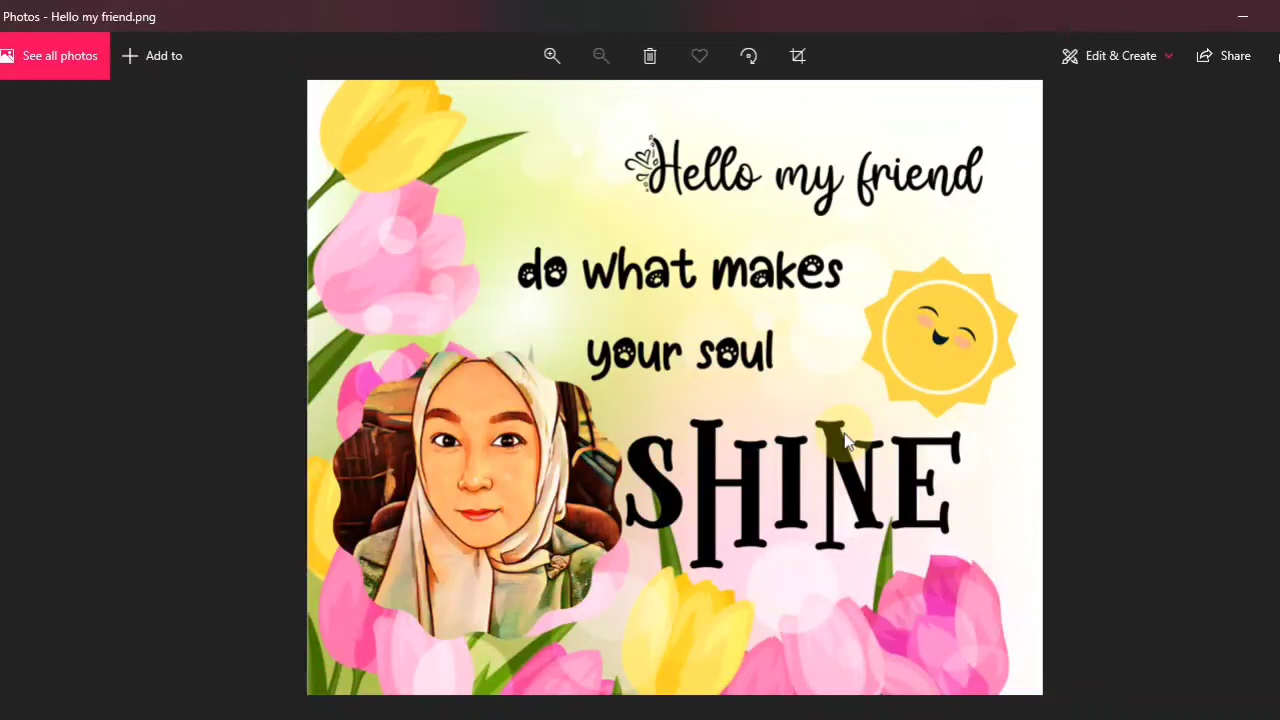 Photos - Hello my friend.png
See all photos
Add to
Edit & Create
Share
Hello my friend
do what makes
your soul
SHINE